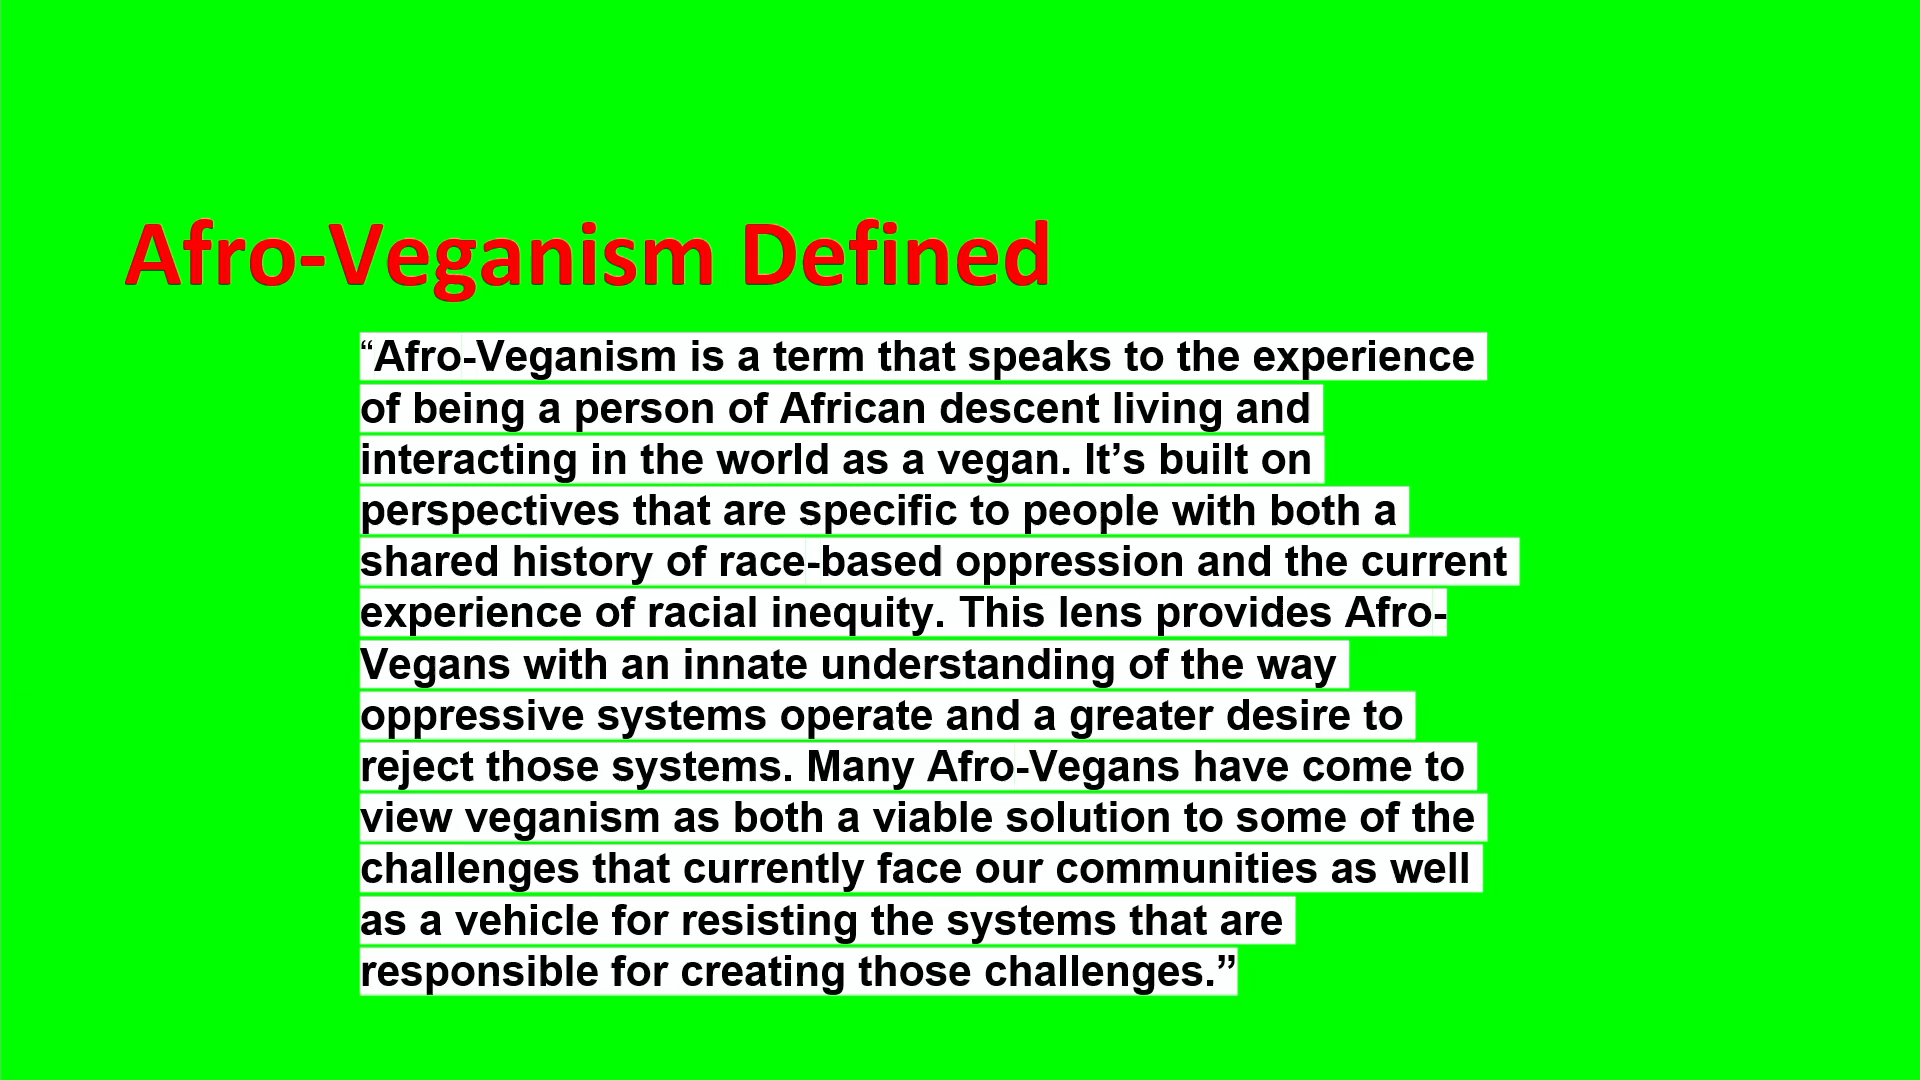 Afro-Veganism Defined
“Afro-Veganism is a term that speaks to the experience
of being a person of African descent living and
interacting in the world as a vegan. It’s built on
perspectives that are specific to people with both a
shared history of race-based oppression and the current
experience of racial inequity. This lens provides Afro-
Vegans with an innate understanding of the way
oppressive systems operate and a greater desire to
reject those systems. Many Afro-Vegans have come to
view veganism as both a viable solution to some of the
challenges that currently face our communities as well
as a vehicle for resisting the systems that are
responsible for creating those challenges.”